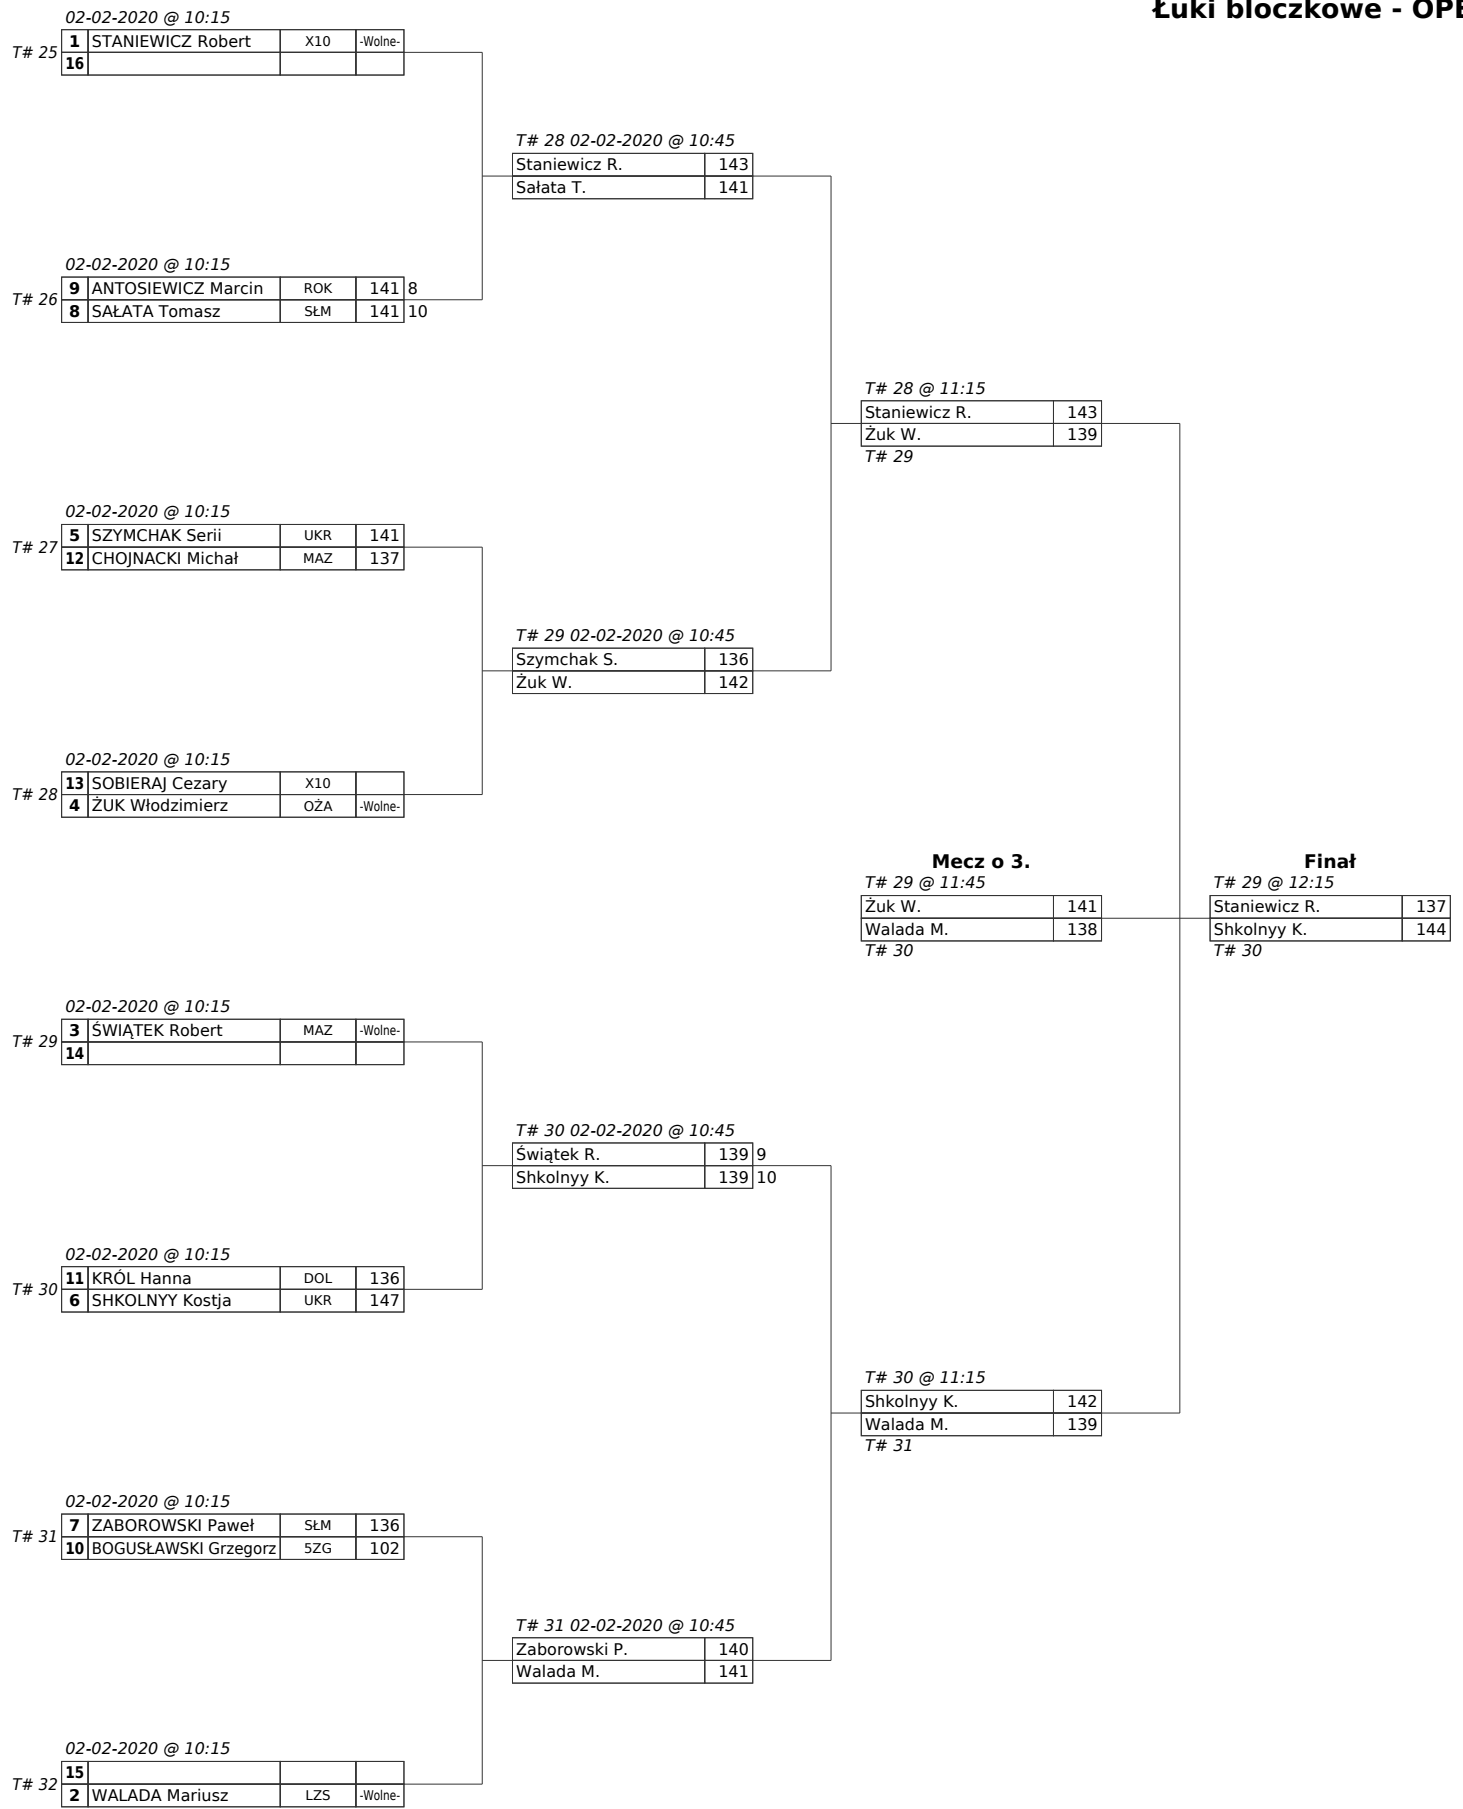 Łuki bloczkowe - OPE
02-02-2020 @ 10:15
T# 25
1 STANIEWICZ Robert X10 -Wolne-
16
T# 28 02-02-2020 @ 10:45
Staniewicz R. 143
Sałata T. 141
02-02-2020 @ 10:15
T# 26
9 ANTOSIEWICZ Marcin ROK 141 8
8 SAŁATA Tomasz SŁM 141 10
T# 28 @ 11:15
Staniewicz R. 143
Żuk W. 139
T# 29
02-02-2020 @ 10:15
T# 27
5 SZYMCHAK Serii UKR 141
12 CHOJNACKI Michał MAZ 137
T# 29 02-02-2020 @ 10:45
Szymchak S. 136
Żuk W. 142
02-02-2020 @ 10:15
T# 28
13 SOBIERAJ Cezary X10
4 ŻUK Włodzimierz OŻA -Wolne-
Mecz o 3.
T# 29 @ 11:45
Żuk W. 141
Walada M. 138
T# 30
Finał
T# 29 @ 12:15
Staniewicz R. 137
Shkolnyy K. 144
T# 30
02-02-2020 @ 10:15
T# 29
3 ŚWIĄTEK Robert MAZ -Wolne-
14
T# 30 02-02-2020 @ 10:45
Świątek R. 139 9
Shkolnyy K. 139 10
02-02-2020 @ 10:15
T# 30
11 KRÓL Hanna DOL 136
6 SHKOLNYY Kostja UKR 147
T# 30 @ 11:15
Shkolnyy K. 142
Walada M. 139
T# 31
02-02-2020 @ 10:15
T# 31
7 ZABOROWSKI Paweł SŁM 136
10 BOGUSŁAWSKI Grzegorz 5ZG 102
T# 31 02-02-2020 @ 10:45
Zaborowski P. 140
Walada M. 141
02-02-2020 @ 10:15
T# 32
15
2 WALADA Mariusz LZS -Wolne-